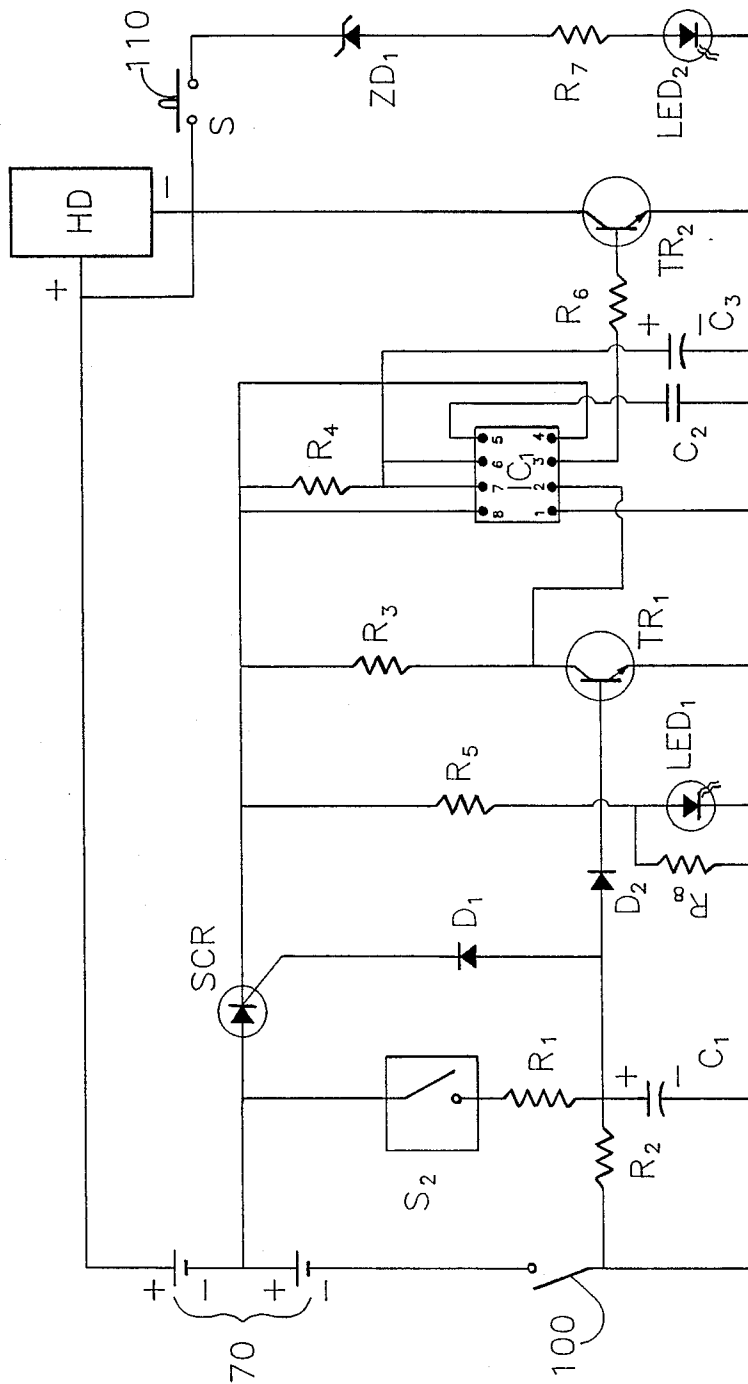 110
S
HD
+
−
ZD1
R7
LED2
TR2
R6
+
−
C3
C2
R4
IC1
8 7 6 5
1 2 3 4
R3
TR1
R5
LED1
R8
D2
D1
SCR
S2
R1
+
−
C1
R2
+
−
+
−
70
100